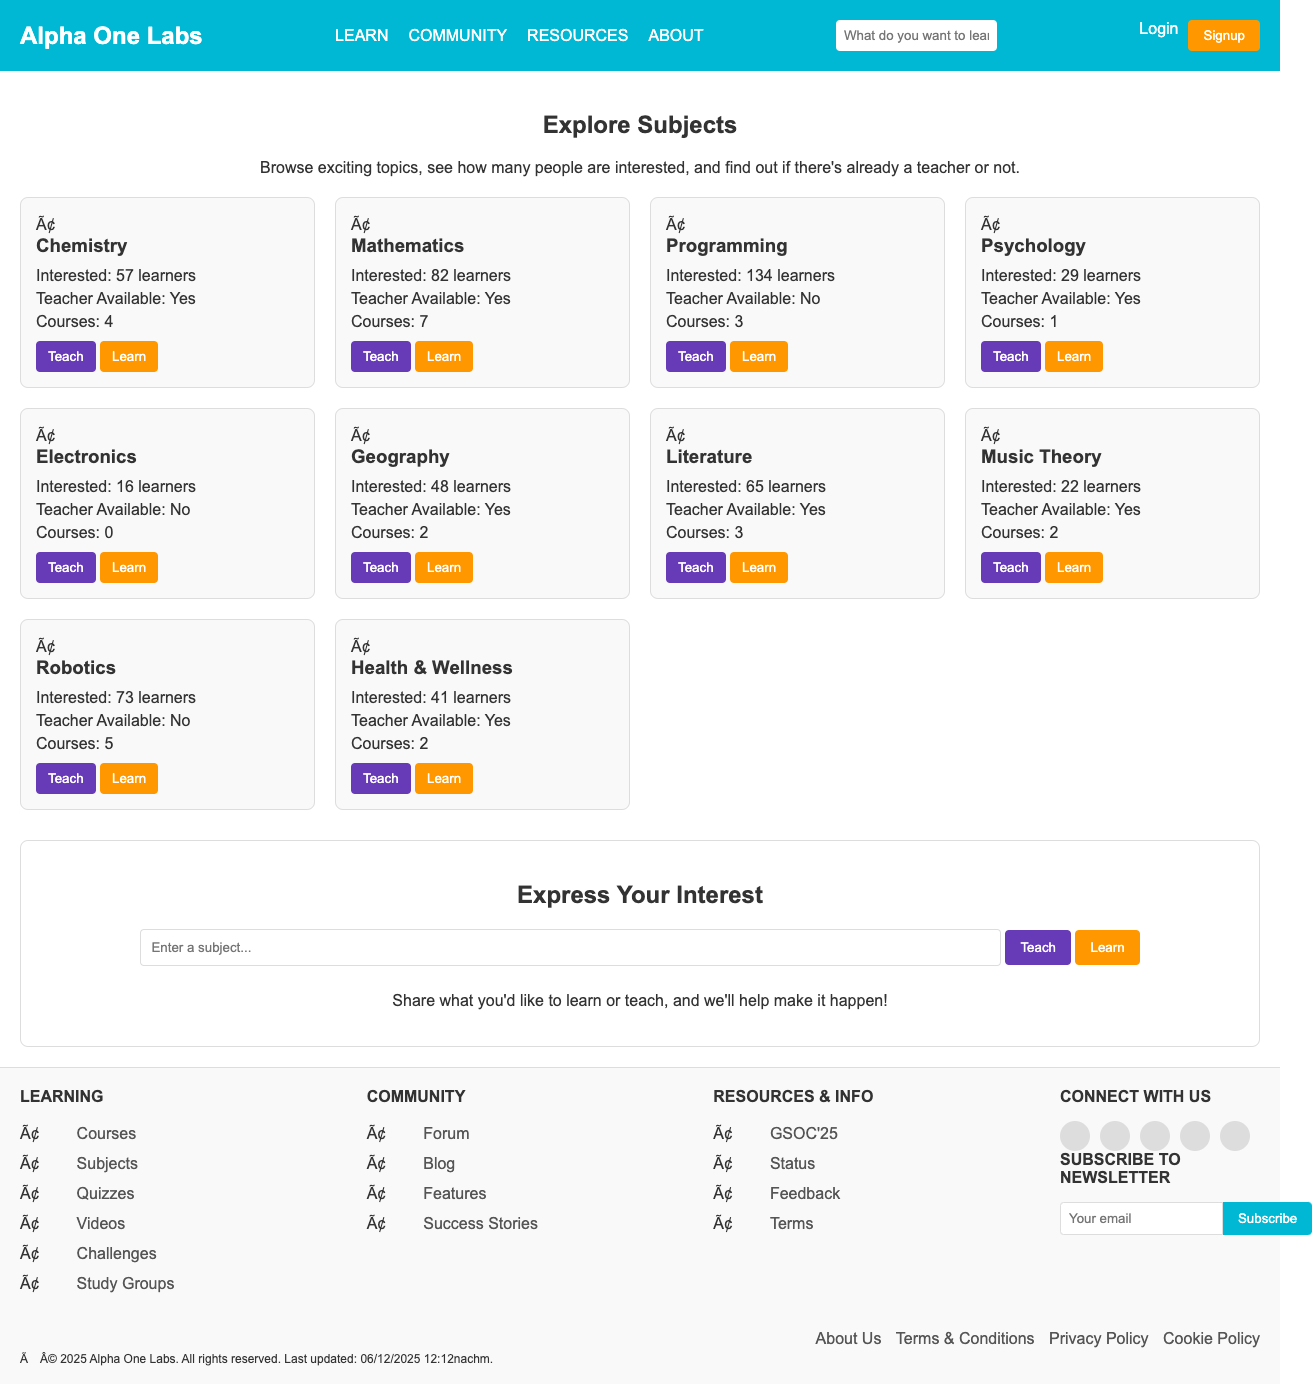 Alpha One Labs
LEARN COMMUNITY RESOURCES ABOUT
What do you want to lear
Login Signup
Explore Subjects
Browse exciting topics, see how many people are interested, and find out if there's already a teacher or not.
Ã¢
Chemistry
Interested: 57 learners
Teacher Available: Yes
Courses: 4
Teach Learn
Ã¢
Mathematics
Interested: 82 learners
Teacher Available: Yes
Courses: 7
Teach Learn
Ã¢
Programming
Interested: 134 learners
Teacher Available: No
Courses: 3
Teach Learn
Ã¢
Psychology
Interested: 29 learners
Teacher Available: Yes
Courses: 1
Teach Learn
Ã¢
Electronics
Interested: 16 learners
Teacher Available: No
Courses: 0
Teach Learn
Ã¢
Geography
Interested: 48 learners
Teacher Available: Yes
Courses: 2
Teach Learn
Ã¢
Literature
Interested: 65 learners
Teacher Available: Yes
Courses: 3
Teach Learn
Ã¢
Music Theory
Interested: 22 learners
Teacher Available: Yes
Courses: 2
Teach Learn
Ã¢
Robotics
Interested: 73 learners
Teacher Available: No
Courses: 5
Teach Learn
Ã¢
Health & Wellness
Interested: 41 learners
Teacher Available: Yes
Courses: 2
Teach Learn
Express Your Interest
Enter a subject... Teach Learn
Share what you'd like to learn or teach, and we'll help make it happen!
LEARNING
Ã¢ Courses
Ã¢ Subjects
Ã¢ Quizzes
Ã¢ Videos
Ã¢ Challenges
Ã¢ Study Groups
COMMUNITY
Ã¢ Forum
Ã¢ Blog
Ã¢ Features
Ã¢ Success Stories
RESOURCES & INFO
Ã¢ GSOC'25
Ã¢ Status
Ã¢ Feedback
Ã¢ Terms
CONNECT WITH US
SUBSCRIBE TO
NEWSLETTER
Your email Subscribe
About Us Terms & Conditions Privacy Policy Cookie Policy
Ã Â© 2025 Alpha One Labs. All rights reserved. Last updated: 06/12/2025 12:12nachm.